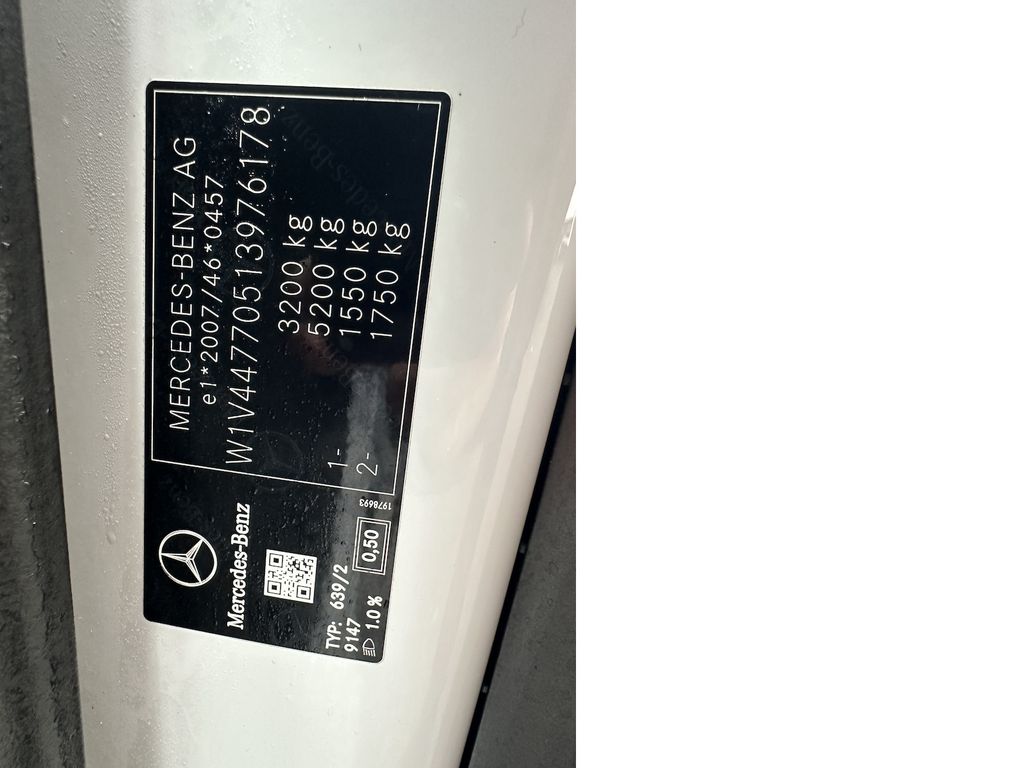 MERCEDES-BENZ AG
e1*2007/46*0457
W1V44770513976178
3200 kg
5200 kg
1- 1550 kg
2- 1750 kg
Mercedes-Benz
TYP: 639/2
9147
1.0 %
0,50
1978693